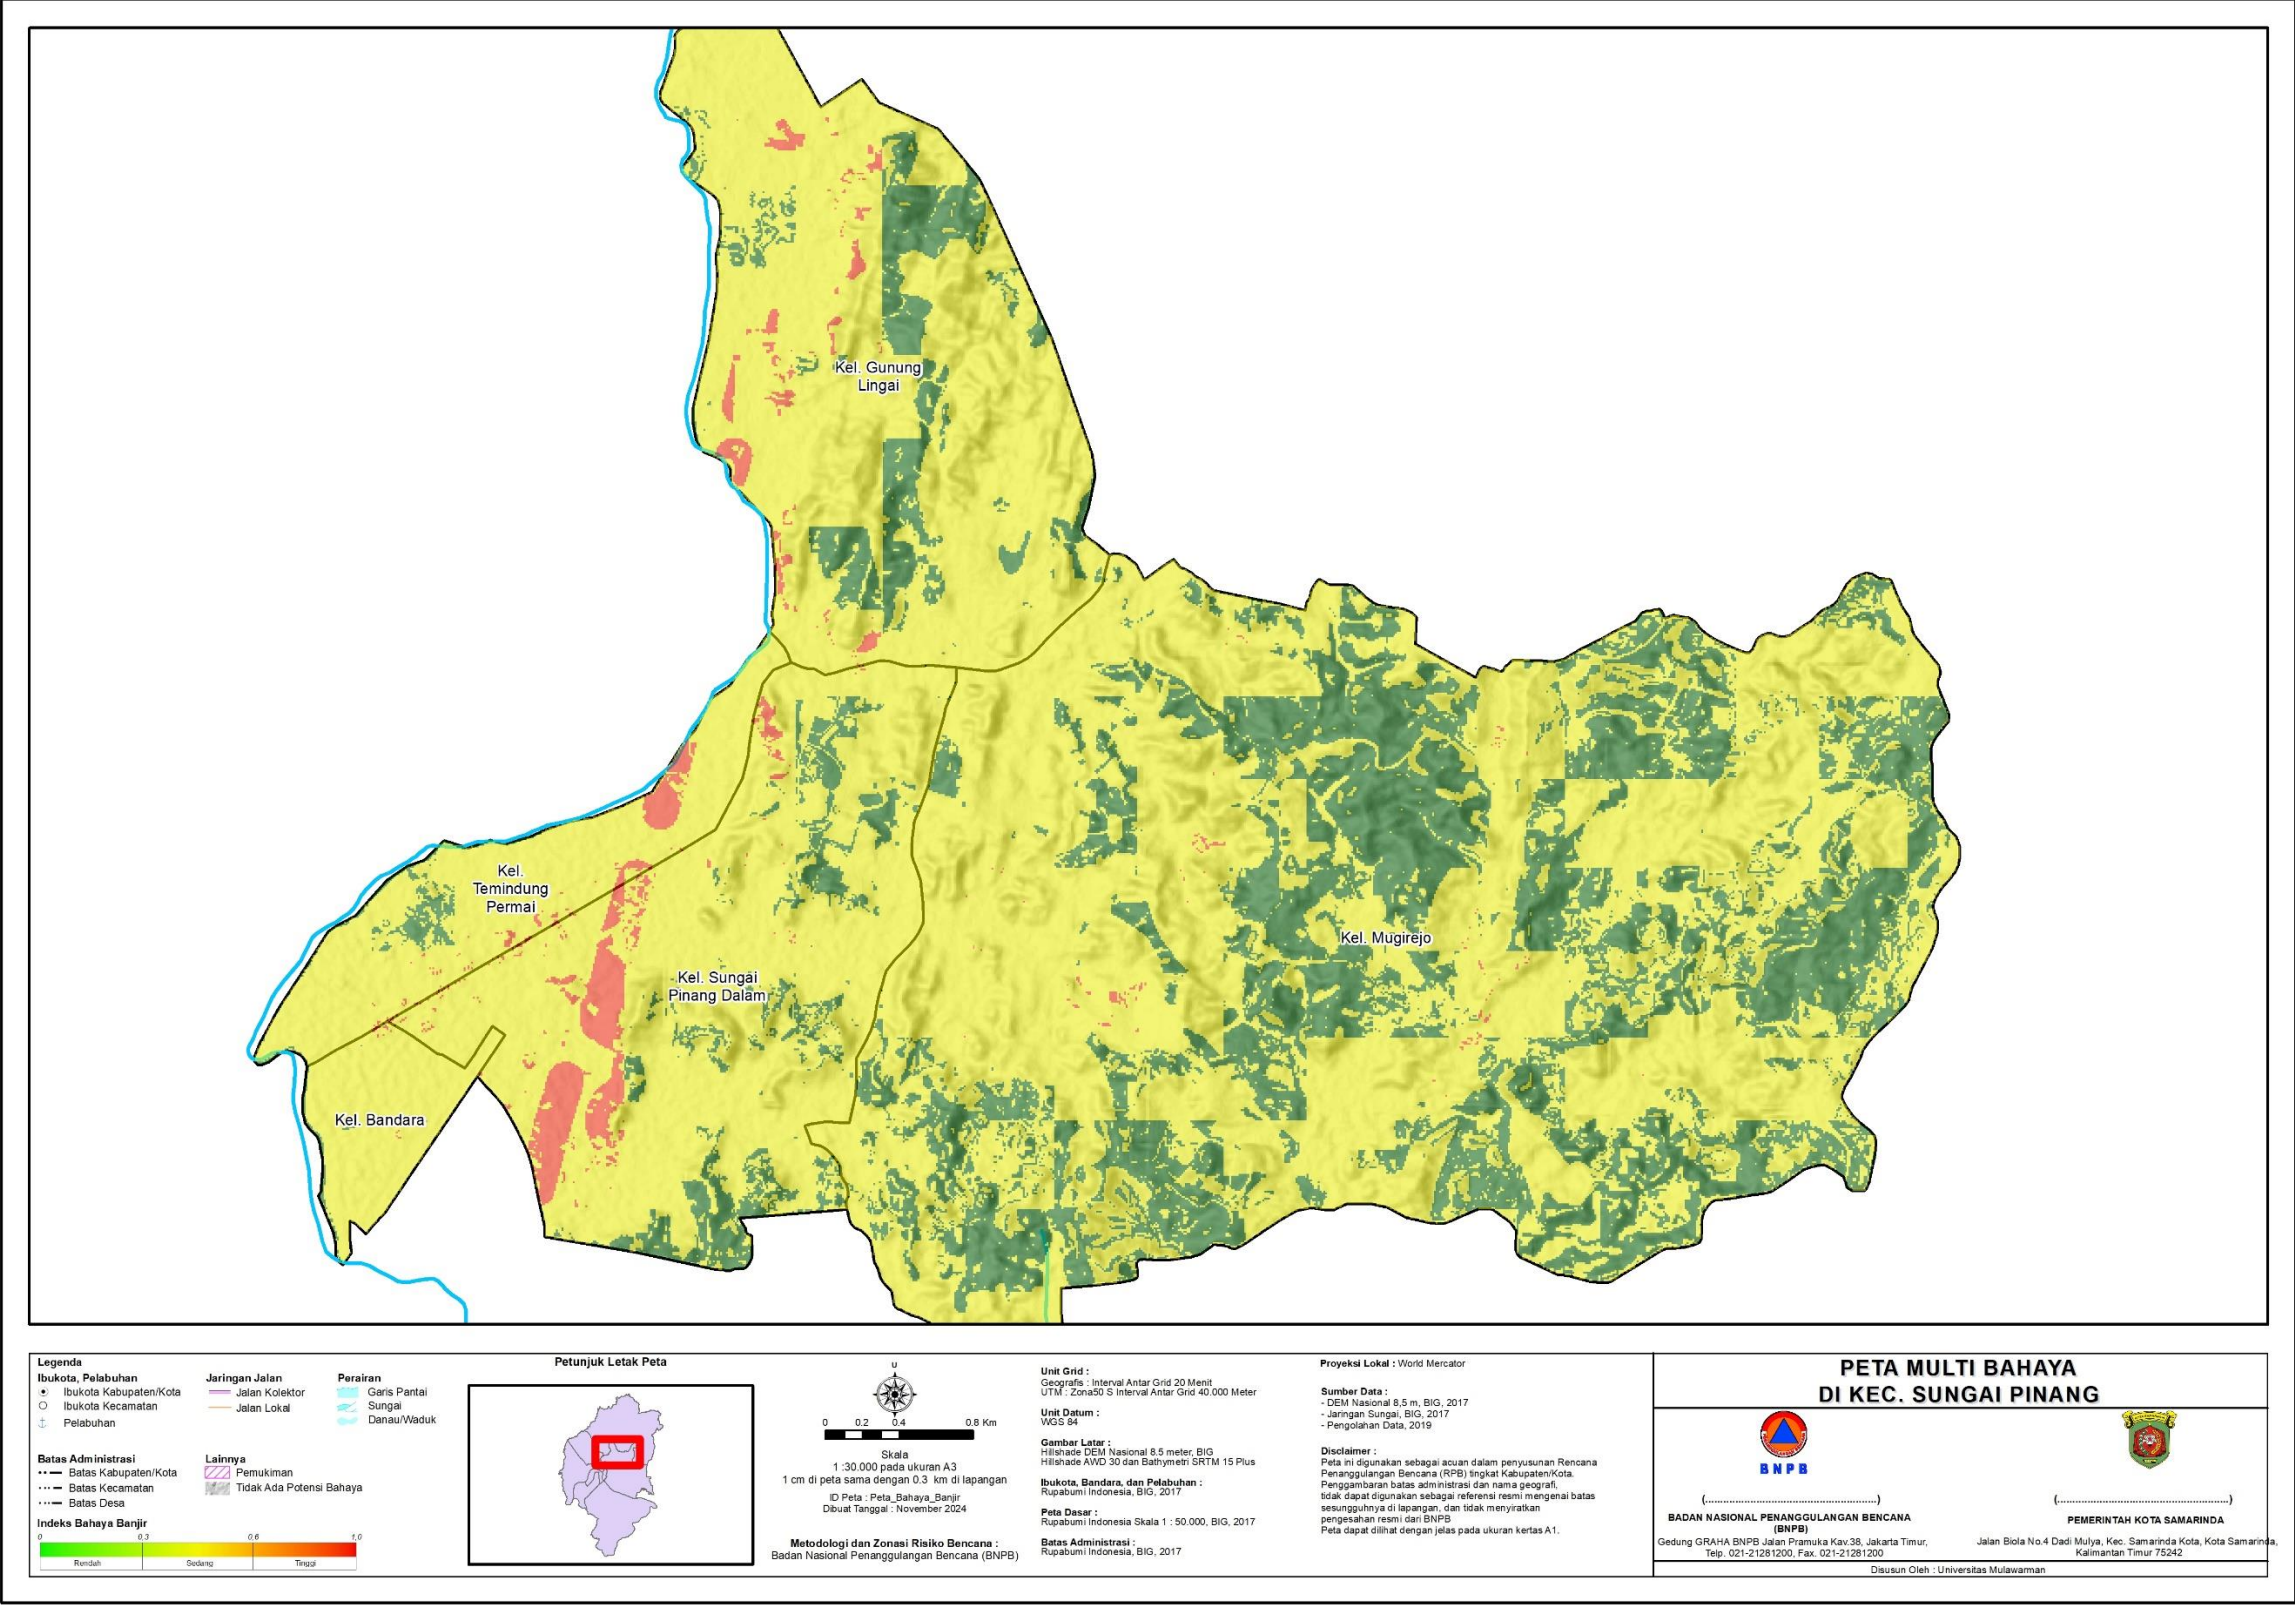 Kel. Gunung
Lingai
Kel.
Temindung
Permai
Kel. Mugirejo
Kel. Sungai
Pinang Dalam
Kel. Bandara
Legenda
Ibukota, Pelabuhan
Ibukota Kabupaten/Kota
Ibukota Kecamatan
Pelabuhan
Jaringan Jalan
Jalan Kolektor
Jalan Lokal
Perairan
Garis Pantai
Sungai
Danau/Waduk
Batas Administrasi
Batas Kabupaten/Kota
Batas Kecamatan
Batas Desa
Lainnya
Pemukiman
Tidak Ada Potensi Bahaya
Indeks Bahaya Banjir
0 0,3 0,6 1,0
Rendah Sedang Tinggi
Petunjuk Letak Peta
U
0 0.2 0.4 0.8 Km
Skala
1 :30.000 pada ukuran A3
1 cm di peta sama dengan 0.3 km di lapangan
ID Peta : Peta_Bahaya_Banjir
Dibuat Tanggal : November 2024
Metodologi dan Zonasi Risiko Bencana :
Badan Nasional Penanggulangan Bencana (BNPB)
Unit Grid :
Geografis : Interval Antar Grid 20 Menit
UTM : Zona50 S Interval Antar Grid 40.000 Meter
Unit Datum :
WGS 84
Gambar Latar :
Hillshade DEM Nasional 8.5 meter, BIG
Hillshade AWD 30 dan Bathymetri SRTM 15 Plus
Ibukota, Bandara, dan Pelabuhan :
Rupabumi Indonesia, BIG, 2017
Peta Dasar :
Rupabumi Indonesia Skala 1 : 50.000, BIG, 2017
Batas Administrasi :
Rupabumi Indonesia, BIG, 2017
Proyeksi Lokal : World Mercator
Sumber Data :
- DEM Nasional 8,5 m, BIG, 2017
- Jaringan Sungai, BIG, 2017
- Pengolahan Data, 2019
Disclaimer :
Peta ini digunakan sebagai acuan dalam penyusunan Rencana
Penanggulangan Bencana (RPB) tingkat Kabupaten/Kota.
Penggambaran batas administrasi dan nama geografi,
tidak dapat digunakan sebagai referensi resmi mengenai batas
sesungguhnya di lapangan, dan tidak menyiratkan
pengesahan resmi dari BNPB
Peta dapat dilihat dengan jelas pada ukuran kertas A1.
PETA MULTI BAHAYA
DI KEC. SUNGAI PINANG
BNPB
(......................................................)
BADAN NASIONAL PENANGGULANGAN BENCANA
(BNPB)
Gedung GRAHA BNPB Jalan Pramuka Kav.38, Jakarta Timur,
Telp. 021-21281200, Fax. 021-21281200
(......................................................)
PEMERINTAH KOTA SAMARINDA
Jalan Biola No.4 Dadi Mulya, Kec. Samarinda Kota, Kota Samarinda,
Kalimantan Timur 75242
Disusun Oleh : Universitas Mulawarman